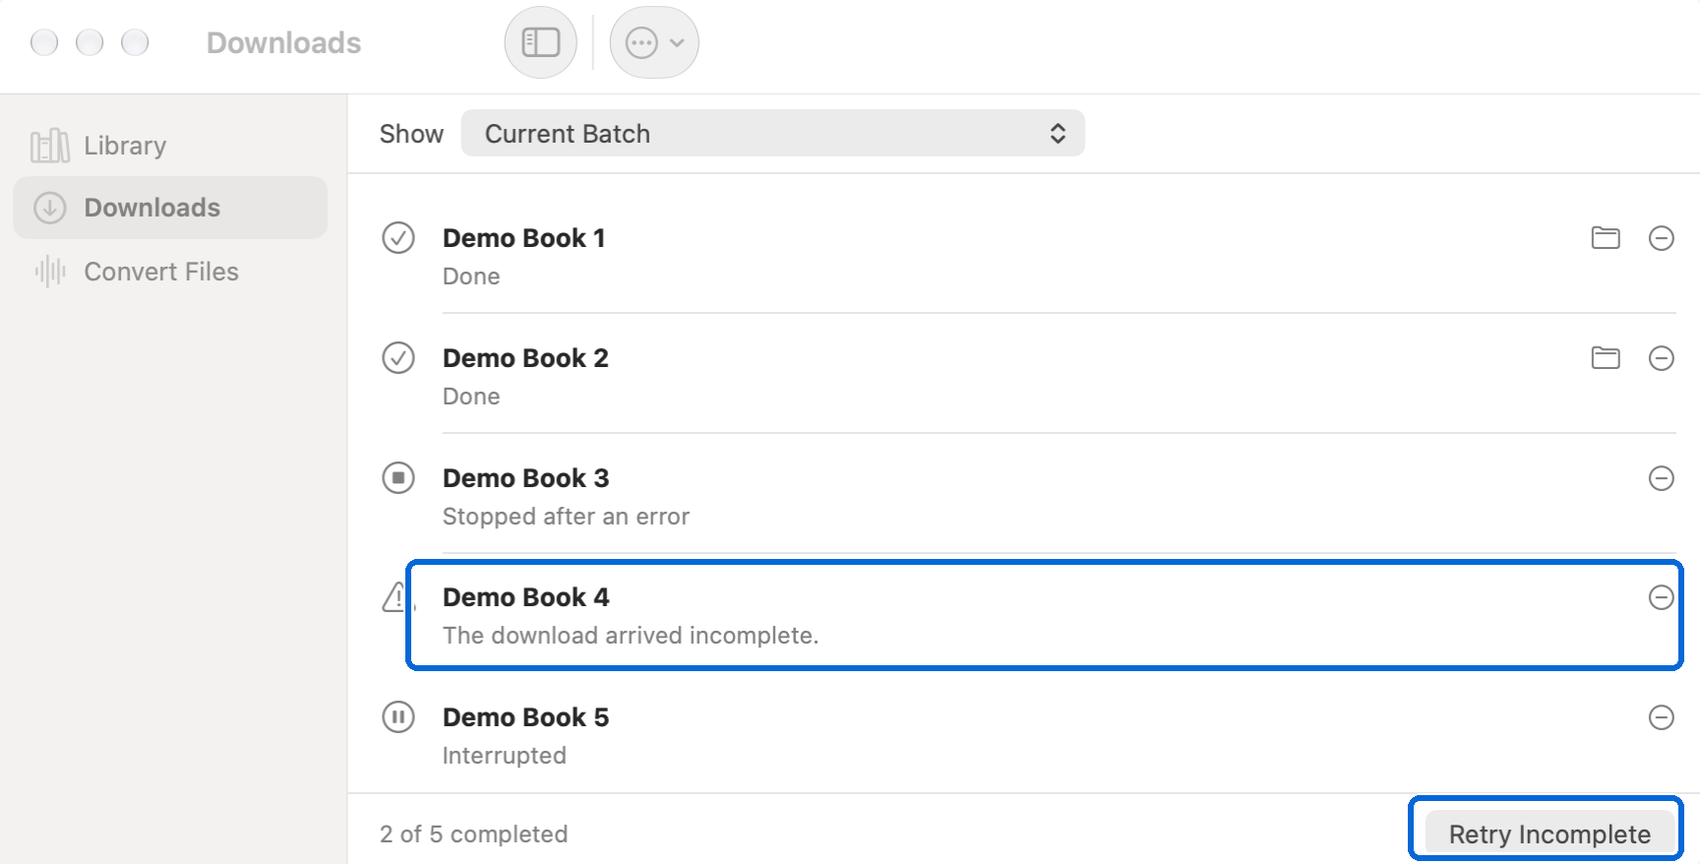 Downloads
Library
Downloads
Convert Files
Show Current Batch
Demo Book 1
Done
Demo Book 2
Done
Demo Book 3
Stopped after an error
Demo Book 4
The download arrived incomplete.
Demo Book 5
Interrupted
2 of 5 completed
Retry Incomplete